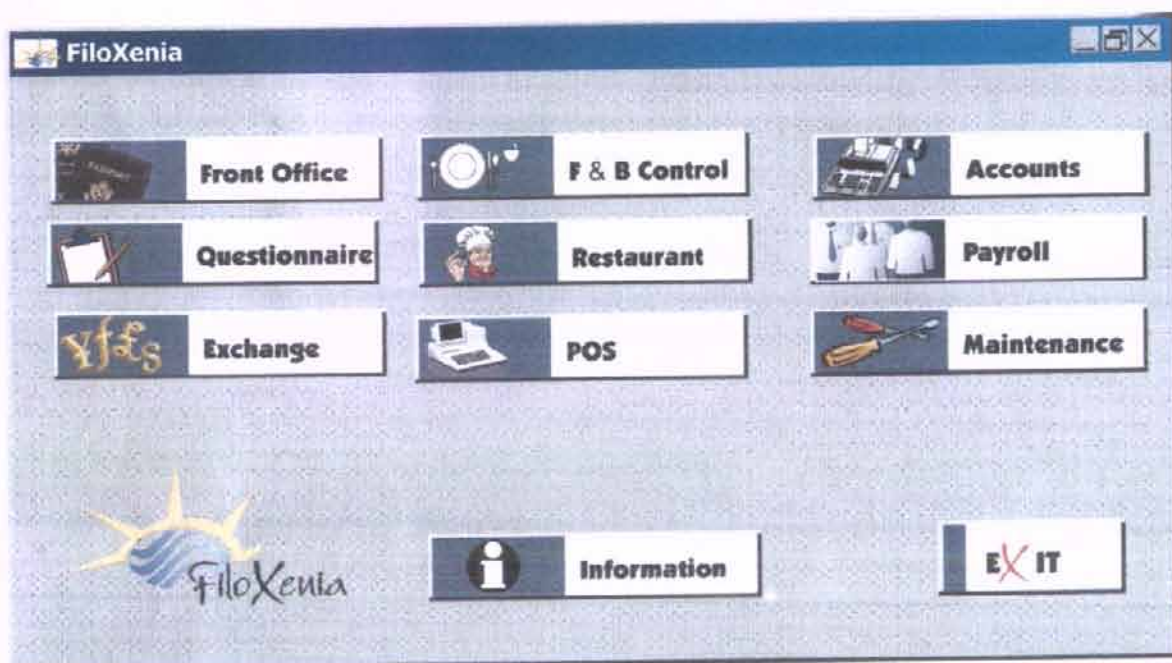 FiloXenia
Front Office
F & B Control
Accounts
Questionnaire
Restaurant
Payroll
Exchange
POS
Maintenance
FiloXenia
Information
EXIT